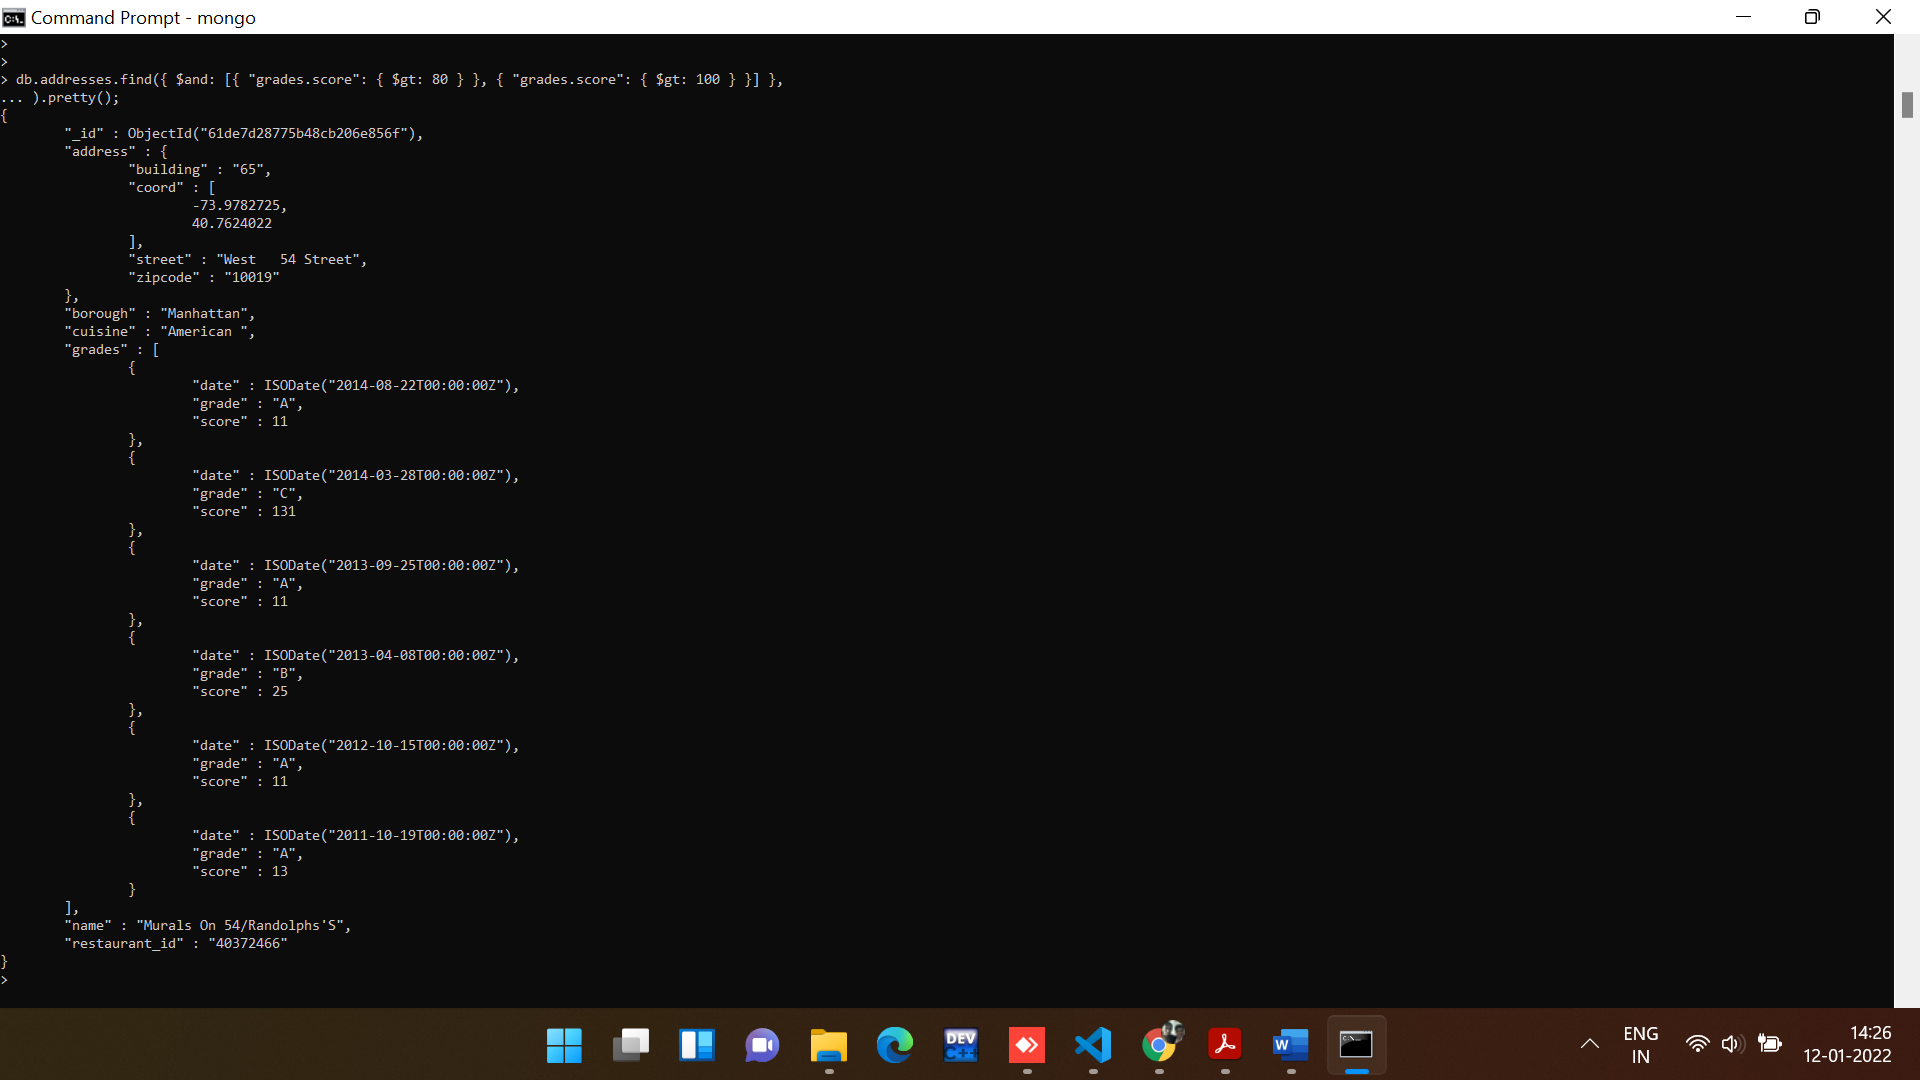 Command Prompt - mongo
>
>
> db.addresses.find({ $and: [{ "grades.score": { $gt: 80 } }, { "grades.score": { $gt: 100 } }] },
... ).pretty();
{
        "_id" : ObjectId("61de7d28775b48cb206e856f"),
        "address" : {
                "building" : "65",
                "coord" : [
                        -73.9782725,
                        40.7624022
                ],
                "street" : "West   54 Street",
                "zipcode" : "10019"
        },
        "borough" : "Manhattan",
        "cuisine" : "American ",
        "grades" : [
                {
                        "date" : ISODate("2014-08-22T00:00:00Z"),
                        "grade" : "A",
                        "score" : 11
                },
                {
                        "date" : ISODate("2014-03-28T00:00:00Z"),
                        "grade" : "C",
                        "score" : 131
                },
                {
                        "date" : ISODate("2013-09-25T00:00:00Z"),
                        "grade" : "A",
                        "score" : 11
                },
                {
                        "date" : ISODate("2013-04-08T00:00:00Z"),
                        "grade" : "B",
                        "score" : 25
                },
                {
                        "date" : ISODate("2012-10-15T00:00:00Z"),
                        "grade" : "A",
                        "score" : 11
                },
                {
                        "date" : ISODate("2011-10-19T00:00:00Z"),
                        "grade" : "A",
                        "score" : 13
                }
        ],
        "name" : "Murals On 54/Randolphs'S",
        "restaurant_id" : "40372466"
}
>
DEV
C++
W
ENG
IN
14:26
12-01-2022